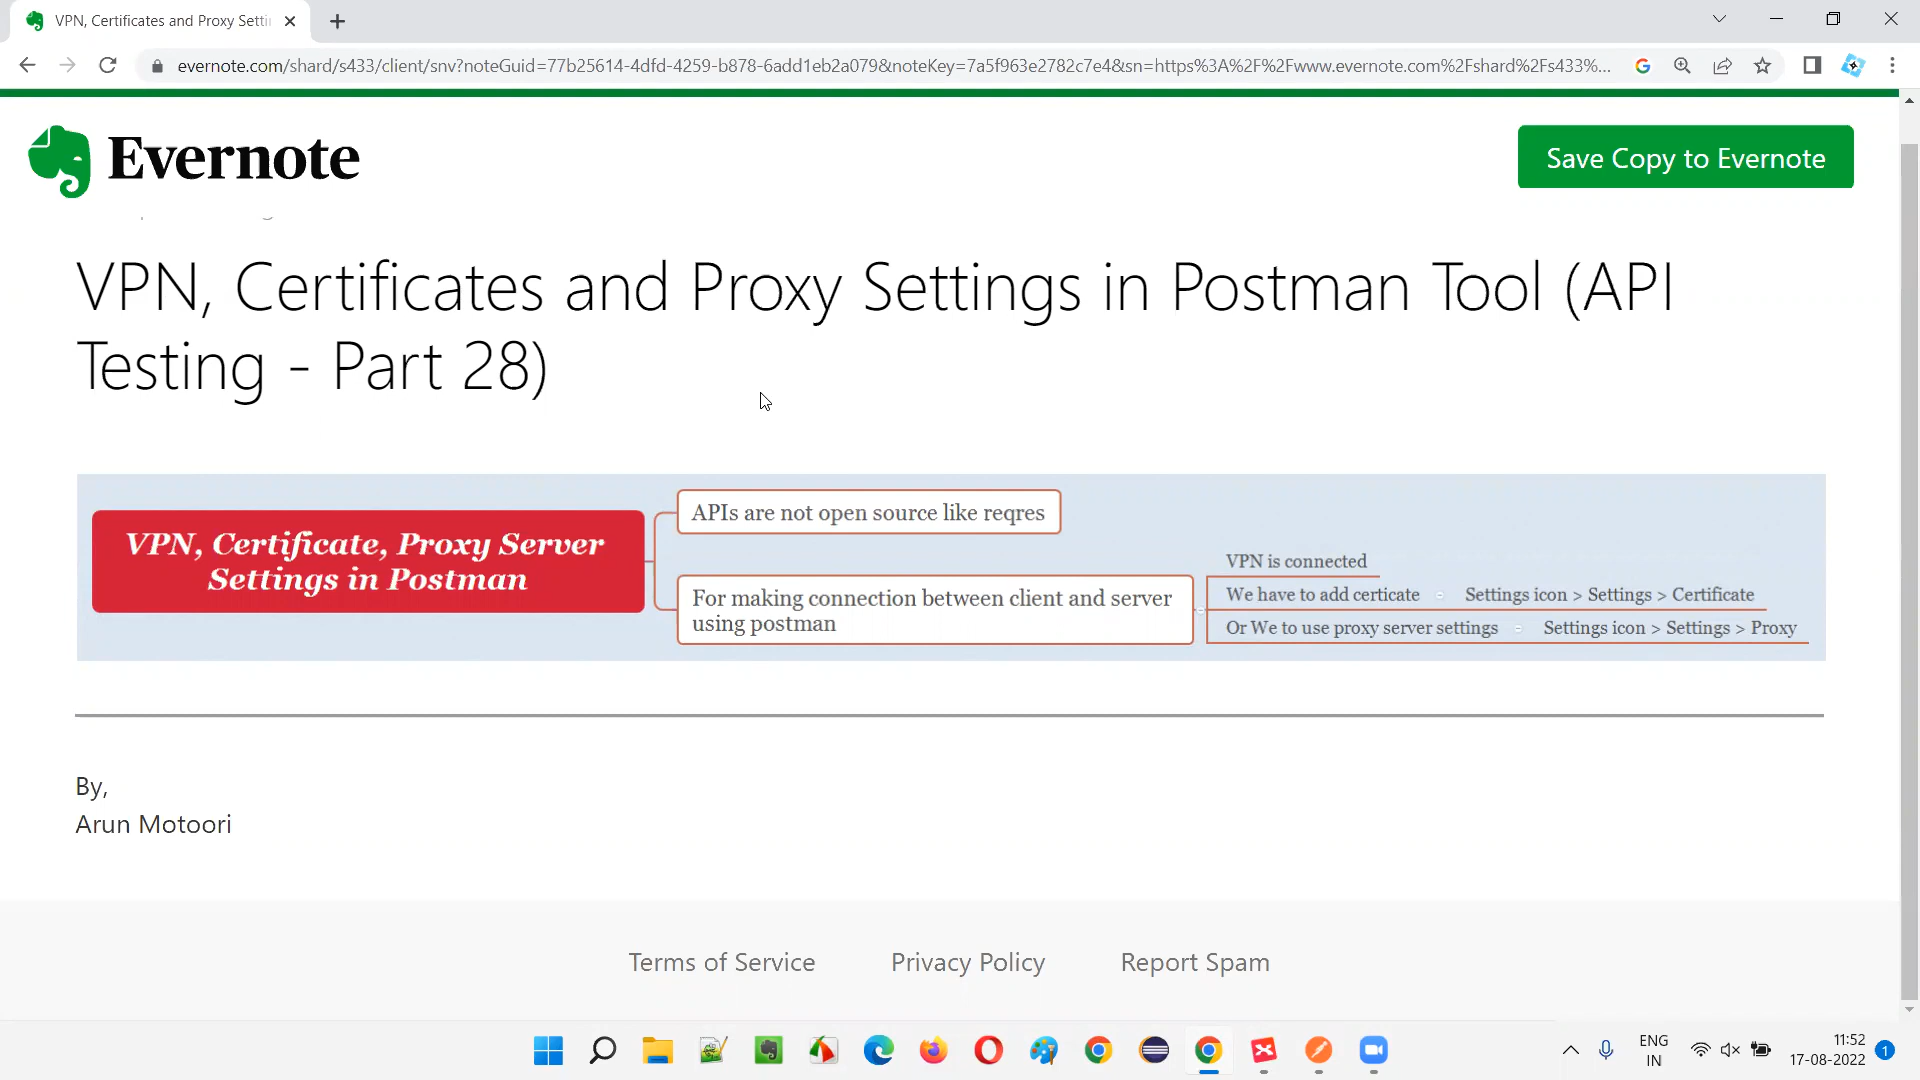 VPN, Certificates and Proxy Setti
evernote.com/shard/s433/client/snv?noteGuid=77b25614-4dfd-4259-b878-6add1eb2a079&noteKey=7a5f963e2782c7e4&sn=https%3A%2F%2Fwww.evernote.com%2Fshard%2Fs433%...
Evernote
Save Copy to Evernote
VPN, Certificates and Proxy Settings in Postman Tool (API
Testing - Part 28)
VPN, Certificate, Proxy Server
Settings in Postman
APIs are not open source like reqres
For making connection between client and server
using postman
VPN is connected
We have to add certicate
Settings icon > Settings > Certificate
Or We to use proxy server settings
Settings icon > Settings > Proxy
By,
Arun Motoori
Terms of Service
Privacy Policy
Report Spam
ENG
IN
11:52
17-08-2022
1